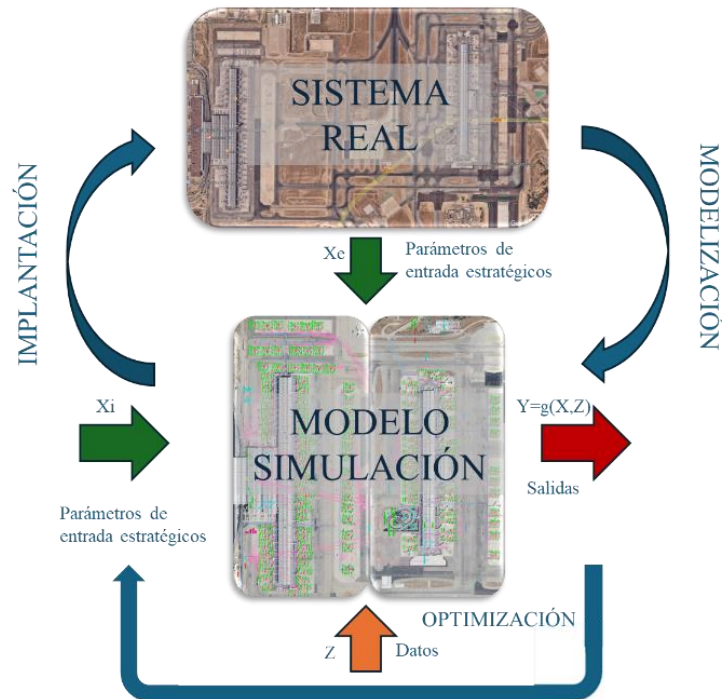 SISTEMA
REAL
IMPLANTACIÓN
MODELIZACIÓN
Xe
Parámetros de
entrada estratégicos
Xi
MODELO
SIMULACIÓN
Y=g(X,Z)
Salidas
Parámetros de
entrada estratégicos
OPTIMIZACIÓN
Z
Datos